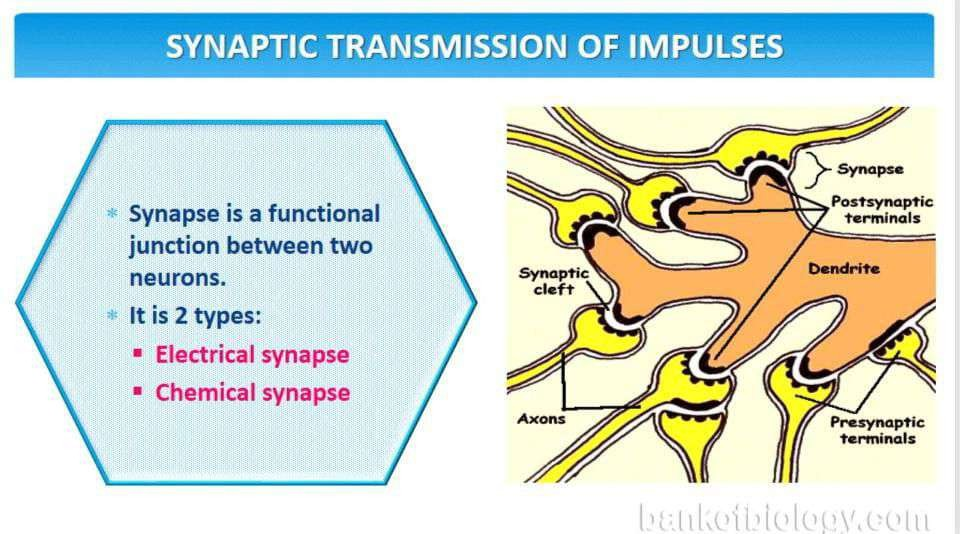 SYNAPTIC TRANSMISSION OF IMPULSES
* Synapse is a functional
junction between two
neurons.
* It is 2 types:
▪ Electrical synapse
▪ Chemical synapse
Synapse
Postsynaptic
terminals
Dendrite
Synaptic
cleft
Axons
Presynaptic
terminals
bankofbiology.com